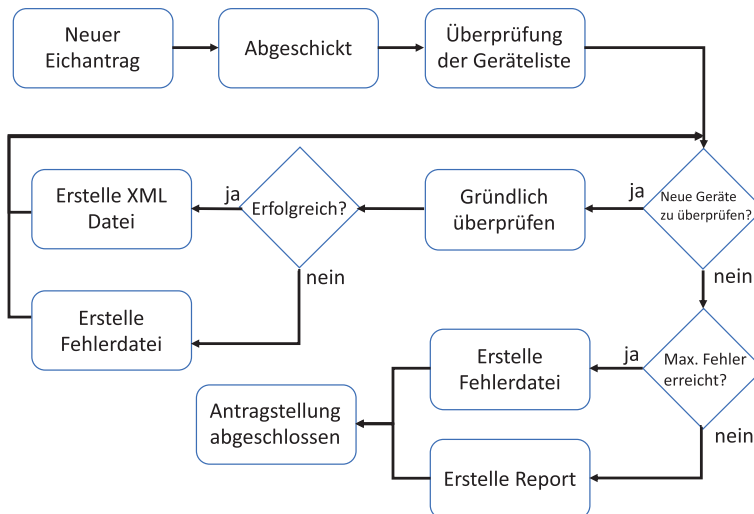 Neuer
Eichantrag
Abgeschickt
Überprüfung
der Geräteliste
Erstelle XML
Datei
ja
Erfolgreich?
Gründlich
überprüfen
ja
Neue Geräte
zu überprüfen?
nein
nein
Erstelle
Fehlerdatei
Erstelle
Fehlerdatei
ja
Max. Fehler
erreicht?
nein
Antragstellung
abgeschlossen
Erstelle Report